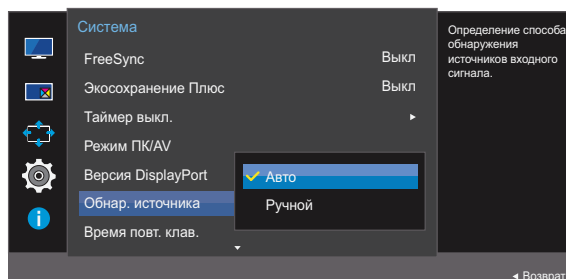 Система
FreeSync Выкл
Экосохранение Плюс Выкл
Таймер выкл.
Режим ПК/AV
Версия DisplayPort
Обнар. источника
Время повт. клав.
Авто
Ручной
Определение способа
обнаружения
источников входного
сигнала.
Возврат